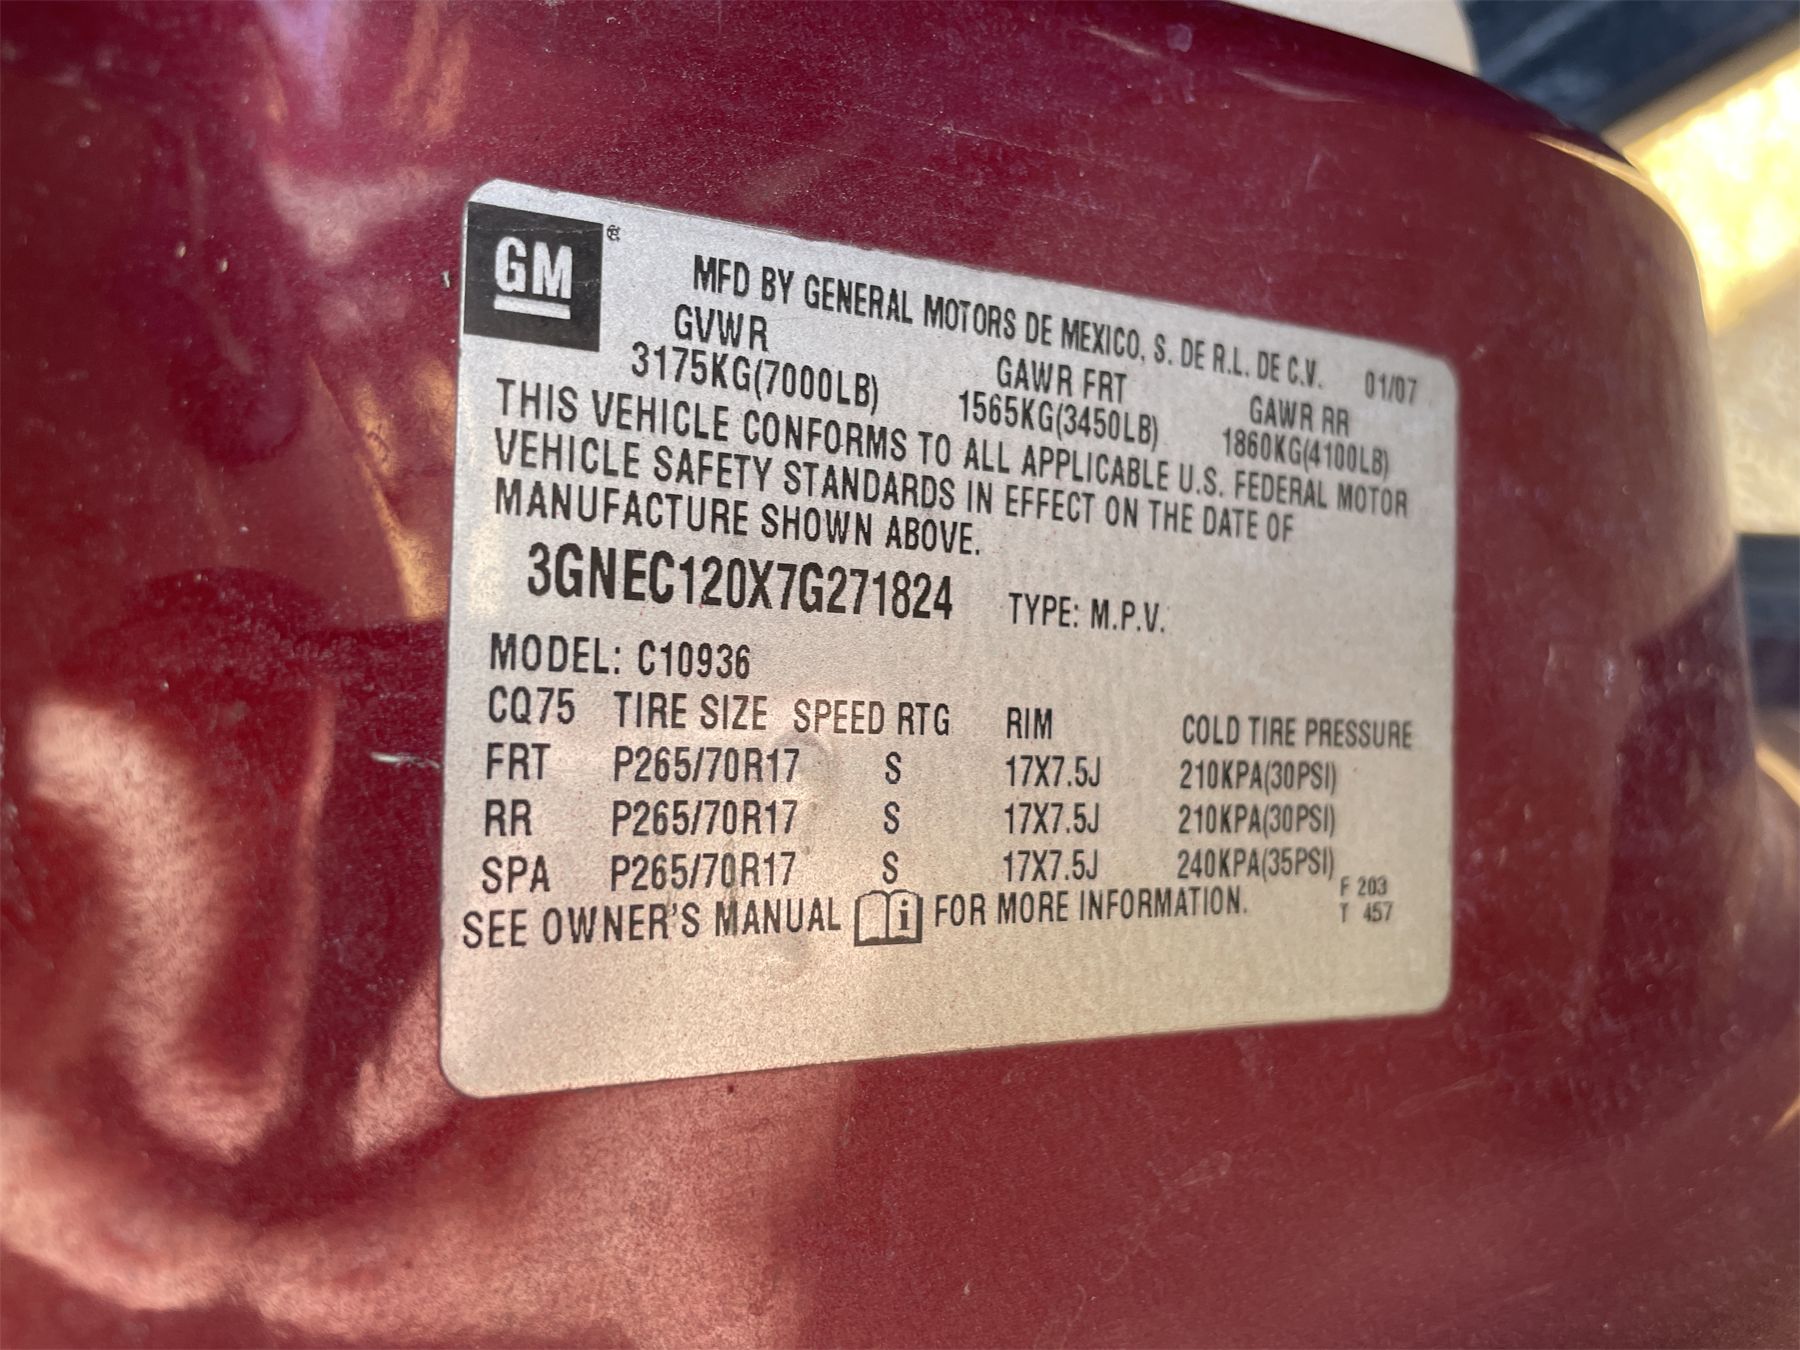 GM
MFD BY GENERAL MOTORS DE MEXICO, S. DE R.L. DE C.V. 01/07
GVWR GAWR FRT GAWR RR
3175KG(7000LB) 1565KG(3450LB) 1860KG(4100LB)
THIS VEHICLE CONFORMS TO ALL APPLICABLE U.S. FEDERAL MOTOR
VEHICLE SAFETY STANDARDS IN EFFECT ON THE DATE OF
MANUFACTURE SHOWN ABOVE.
3GNEC120X7G271824 TYPE: M.P.V.
MODEL: C10936
CQ75 TIRE SIZE SPEED RTG RIM COLD TIRE PRESSURE
FRT P265/70R17 S 17X7.5J 210KPA(30PSI)
RR P265/70R17 S 17X7.5J 210KPA(30PSI)
SPA P265/70R17 S 17X7.5J 240KPA(35PSI)
SEE OWNER'S MANUAL i FOR MORE INFORMATION.
F 203
T 457